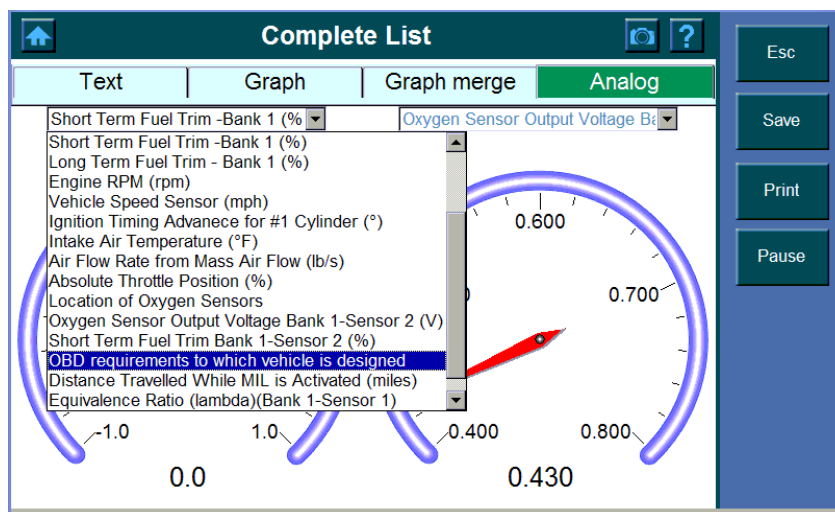 Complete List
?
Esc
Text Graph Graph merge Analog
Save
Short Term Fuel Trim -Bank 1 (% Oxygen Sensor Output Voltage Ba
Short Term Fuel Trim -Bank 1 (%)
Long Term Fuel Trim - Bank 1 (%)
Engine RPM (rpm)
Vehicle Speed Sensor (mph)
Print
Ignition Timing Advanece for #1 Cylinder (°)
0.600
Intake Air Temperature (°F)
Air Flow Rate from Mass Air Flow (lb/s)
Pause
Absolute Throttle Position (%)
0.700
Location of Oxygen Sensors
Oxygen Sensor Output Voltage Bank 1-Sensor 2 (V)
Short Term Fuel Trim Bank 1-Sensor 2 (%)
OBD requirements to which vehicle is designed
Distance Travelled While MIL is Activated (miles)
Equivalence Ratio (lambda)(Bank 1-Sensor 1)
-1.0 1.0 0.400 0.800
0.0 0.430